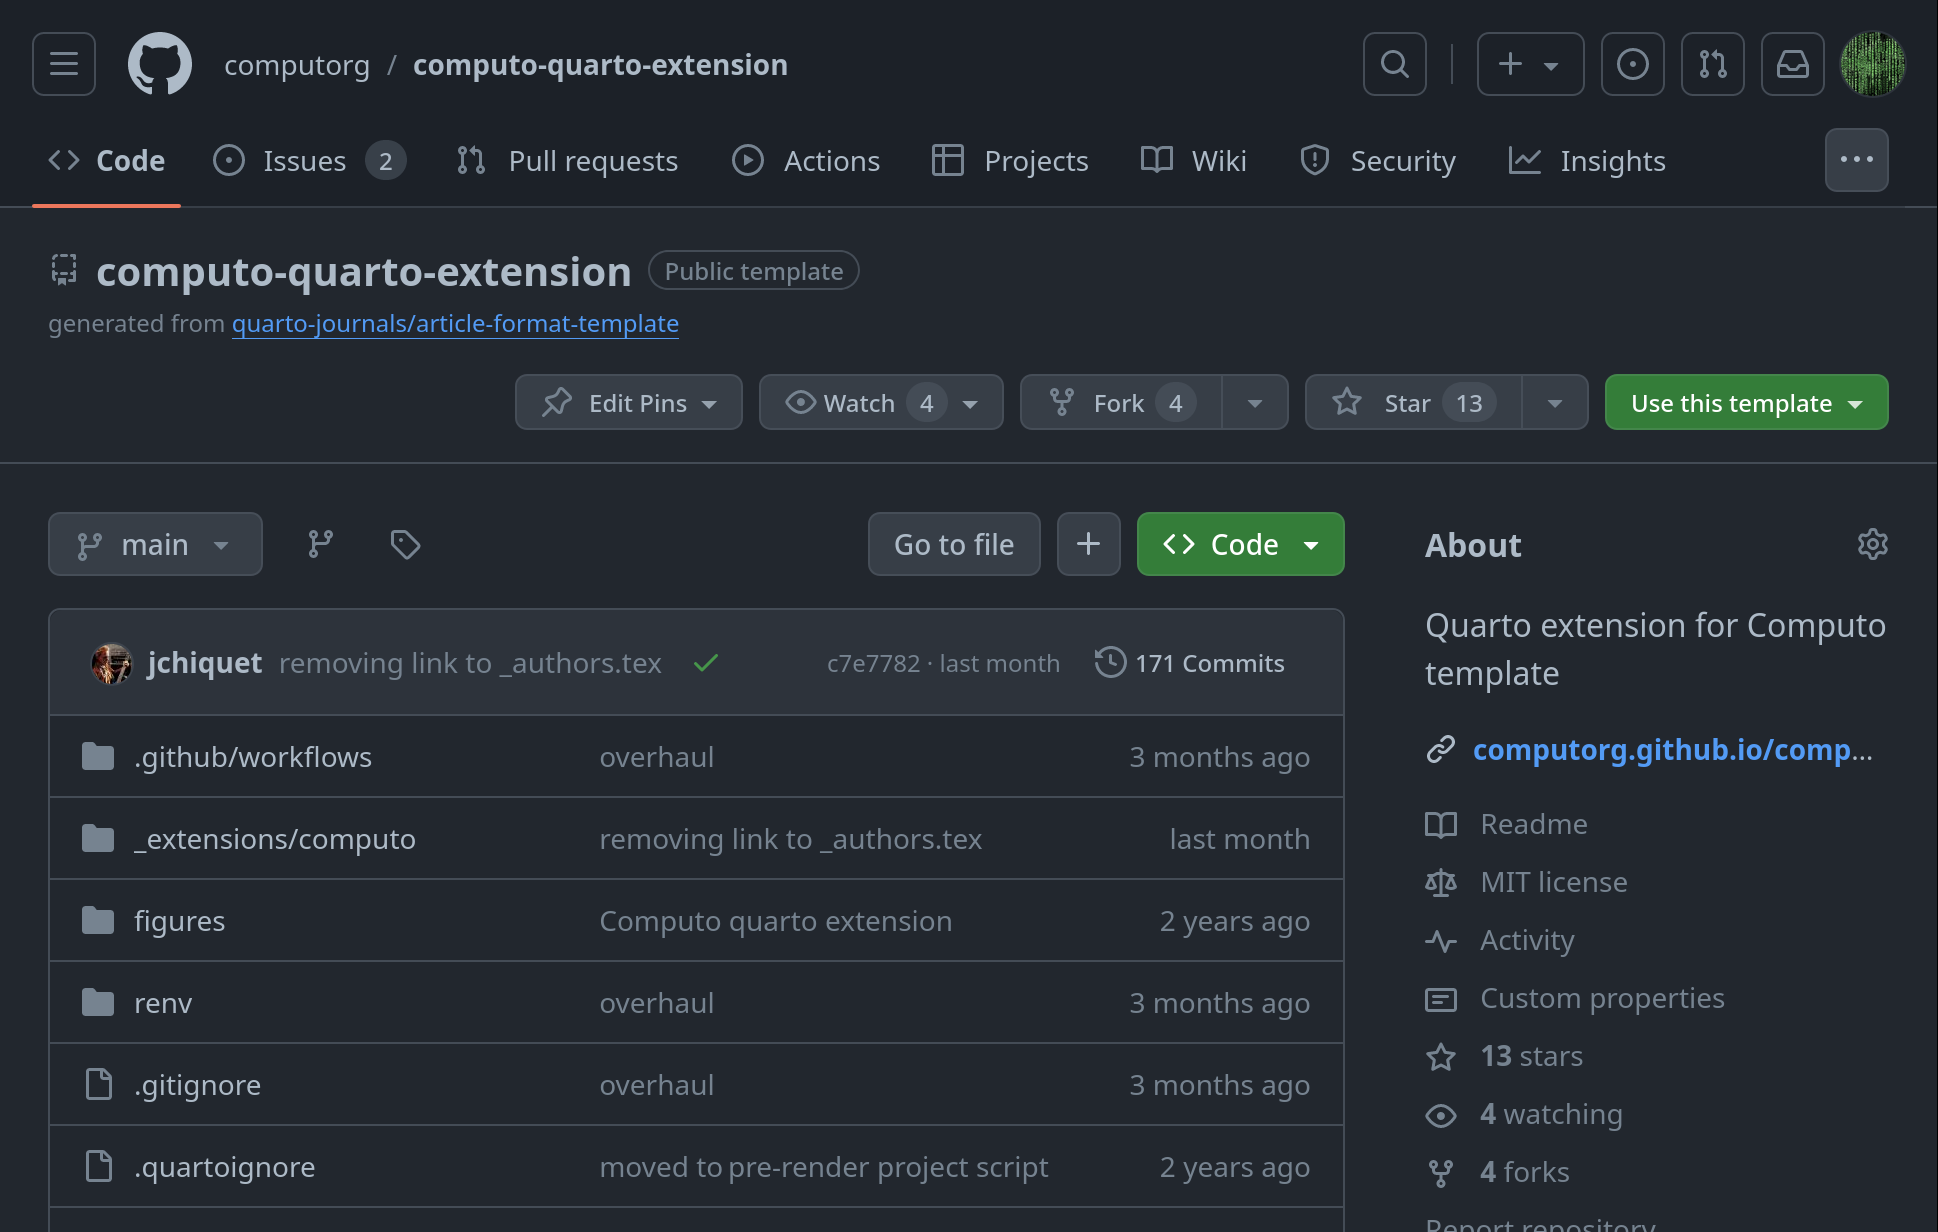 computorg / computo-quarto-extension
Code Issues 2 Pull requests Actions Projects Wiki Security Insights
computo-quarto-extension Public template
generated from quarto-journals/article-format-template
Edit Pins Watch 4 Fork 4 Star 13 Use this template
main Go to file Code
jchiquet removing link to _authors.tex c7e7782 · last month 171 Commits
.github/workflows overhaul 3 months ago
_extensions/computo removing link to _authors.tex last month
figures Computo quarto extension 2 years ago
renv overhaul 3 months ago
.gitignore overhaul 3 months ago
.quartoignore moved to pre-render project script 2 years ago
About
Quarto extension for Computo
template
computorg.github.io/comp...
Readme
MIT license
Activity
Custom properties
13 stars
4 watching
4 forks
Report repository